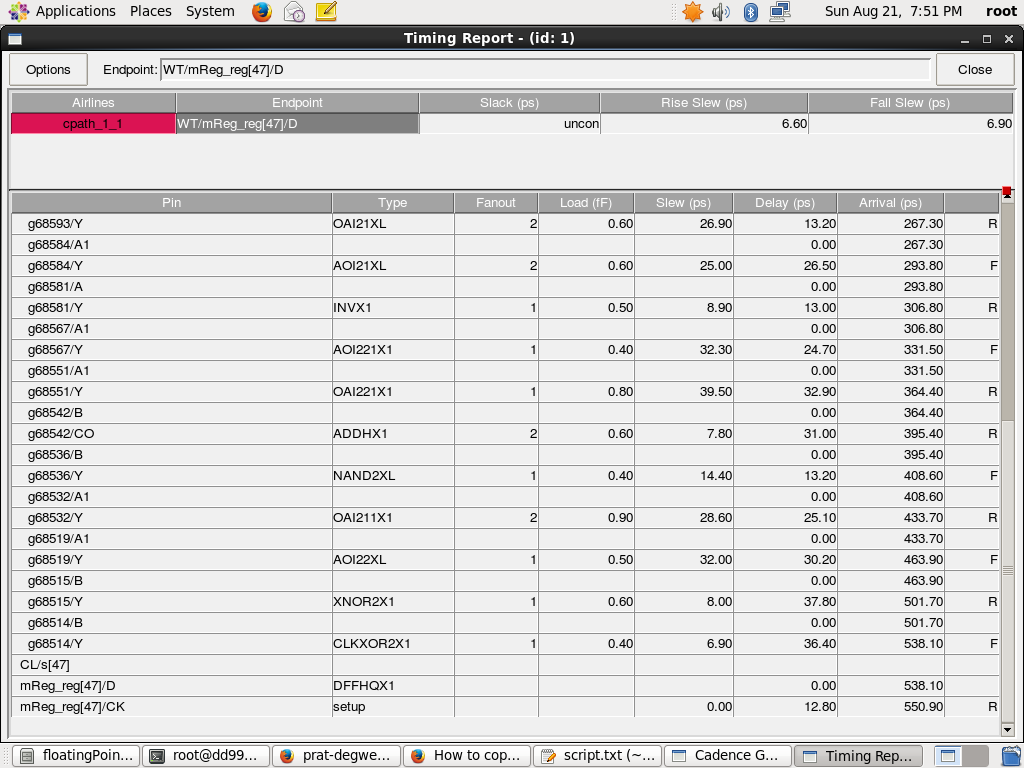 Applications Places System Sun Aug 21, 7:51 PM root
Timing Report - (id: 1)
Options Endpoint: WT/mReg_reg[47]/D Close
Airlines Endpoint Slack (ps) Rise Slew (ps) Fall Slew (ps)
cpath_1_1 WT/mReg_reg[47]/D uncon 6.60 6.90
Pin Type Fanout Load (fF) Slew (ps) Delay (ps) Arrival (ps)
g68593/Y OAI21XL 2 0.60 26.90 13.20 267.30 R
g68584/A1 0.00 267.30
g68584/Y AOI21XL 2 0.60 25.00 26.50 293.80 F
g68581/A 0.00 293.80
g68581/Y INVX1 1 0.50 8.90 13.00 306.80 R
g68567/A1 0.00 306.80
g68567/Y AOI221X1 1 0.40 32.30 24.70 331.50 F
g68551/A1 0.00 331.50
g68551/Y OAI221X1 1 0.80 39.50 32.90 364.40 R
g68542/B 0.00 364.40
g68542/CO ADDHX1 2 0.60 7.80 31.00 395.40 R
g68536/B 0.00 395.40
g68536/Y NAND2XL 1 0.40 14.40 13.20 408.60 F
g68532/A1 0.00 408.60
g68532/Y OAI211X1 2 0.90 28.60 25.10 433.70 R
g68519/A1 0.00 433.70
g68519/Y AOI22XL 1 0.50 32.00 30.20 463.90 F
g68515/B 0.00 463.90
g68515/Y XNOR2X1 1 0.60 8.00 37.80 501.70 R
g68514/B 0.00 501.70
g68514/Y CLKXOR2X1 1 0.40 6.90 36.40 538.10 F
CL/s[47]
mReg_reg[47]/D DFFHQX1 0.00 538.10
mReg_reg[47]/CK setup 0.00 12.80 550.90 R
floatingPoin... root@dd99... prat-degwe... How to cop... script.txt (~... Cadence G... Timing Rep...